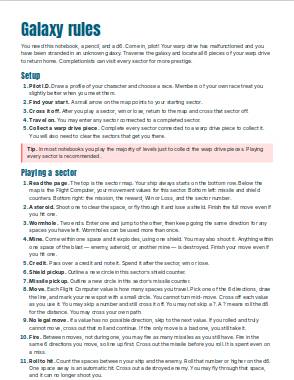 Galaxy rules
You need this notebook, a pencil, and a d6. Come in, pilot! Your warp drive has malfunctioned and you
have been stranded in an unknown galaxy. Traverse the galaxy and locate all 6 pieces of your warp drive
to return home. Completionists can visit every sector for more prestige.
Setup
1. Pilot I.D. Draw a profile of your character and choose a race. Members of your own race treat you
slightly better when you meet them.
2. Find your start. A small arrow on the map points to your starting sector.
3. Cross it off. After you play a sector, win or lose, return to the map and cross that sector off.
4. Travel on. You may enter any sector connected to a completed sector.
5. Collect a warp drive piece. Complete every sector connected to a warp drive piece to collect it.
You will also need to clear the sectors that get you there.
Tip. In most notebooks you play the majority of levels just to collect the warp drive pieces. Playing
every sector is recommended.
Playing a sector
1. Read the page. The top is the sector map. Your ship always starts on the bottom row. Below the
map is the Flight Computer, your movement values for this sector. Bottom left: missile and shield
counters. Bottom right: the mission, reward, Win or Loss, and the sector number.
2. Asteroid. Shoot one to clear the space, or fly through it and lose a shield. Finish the full move even if
you hit one.
3. Wormhole. Two ends. Enter one to go to the other, then keep going the same direction for any
spaces you have left. Wormholes can be used more than once.
4. Mine. Come within one space and it explodes, using one shield. You may also shoot it. Anything within
one space of the blast — enemy, asteroid, or another mine — is destroyed. Finish your move even if
you hit one.
5. Credit. Pass over a credit and note it. Spend it after the sector, win or lose.
6. Shield pickup. Outline a new circle in this sector's shield counter.
7. Missile pickup. Outline a new circle in this sector's missile counter.
8. Move. Each Flight Computer value is how many spaces you travel. Pick one of the 6 directions, draw
the line, and mark your new spot with a small circle. You cannot turn mid-move. Cross off each value
as you use it. You may skip a number and still cross it off. You may not skip a ?. A ? means roll the d6
for the distance. You may cross your own path.
9. No legal move. If a value has no possible direction, skip to the next value. If you rolled and truly
cannot move, cross out that roll and continue. If the only move is a bad one, you still take it.
10. Fire. Between moves, not during one, you may fire as many missiles as you still have. Fire in the
same 6 directions you move, so line up first. Cross out the missile before you roll. It is spent even on
a miss.
11. Roll to hit. Count the spaces between your ship and the enemy. Roll that number or higher on the d6.
One space away is an automatic hit. Cross out a destroyed enemy. You may fly through that space,
and it can no longer shoot you.